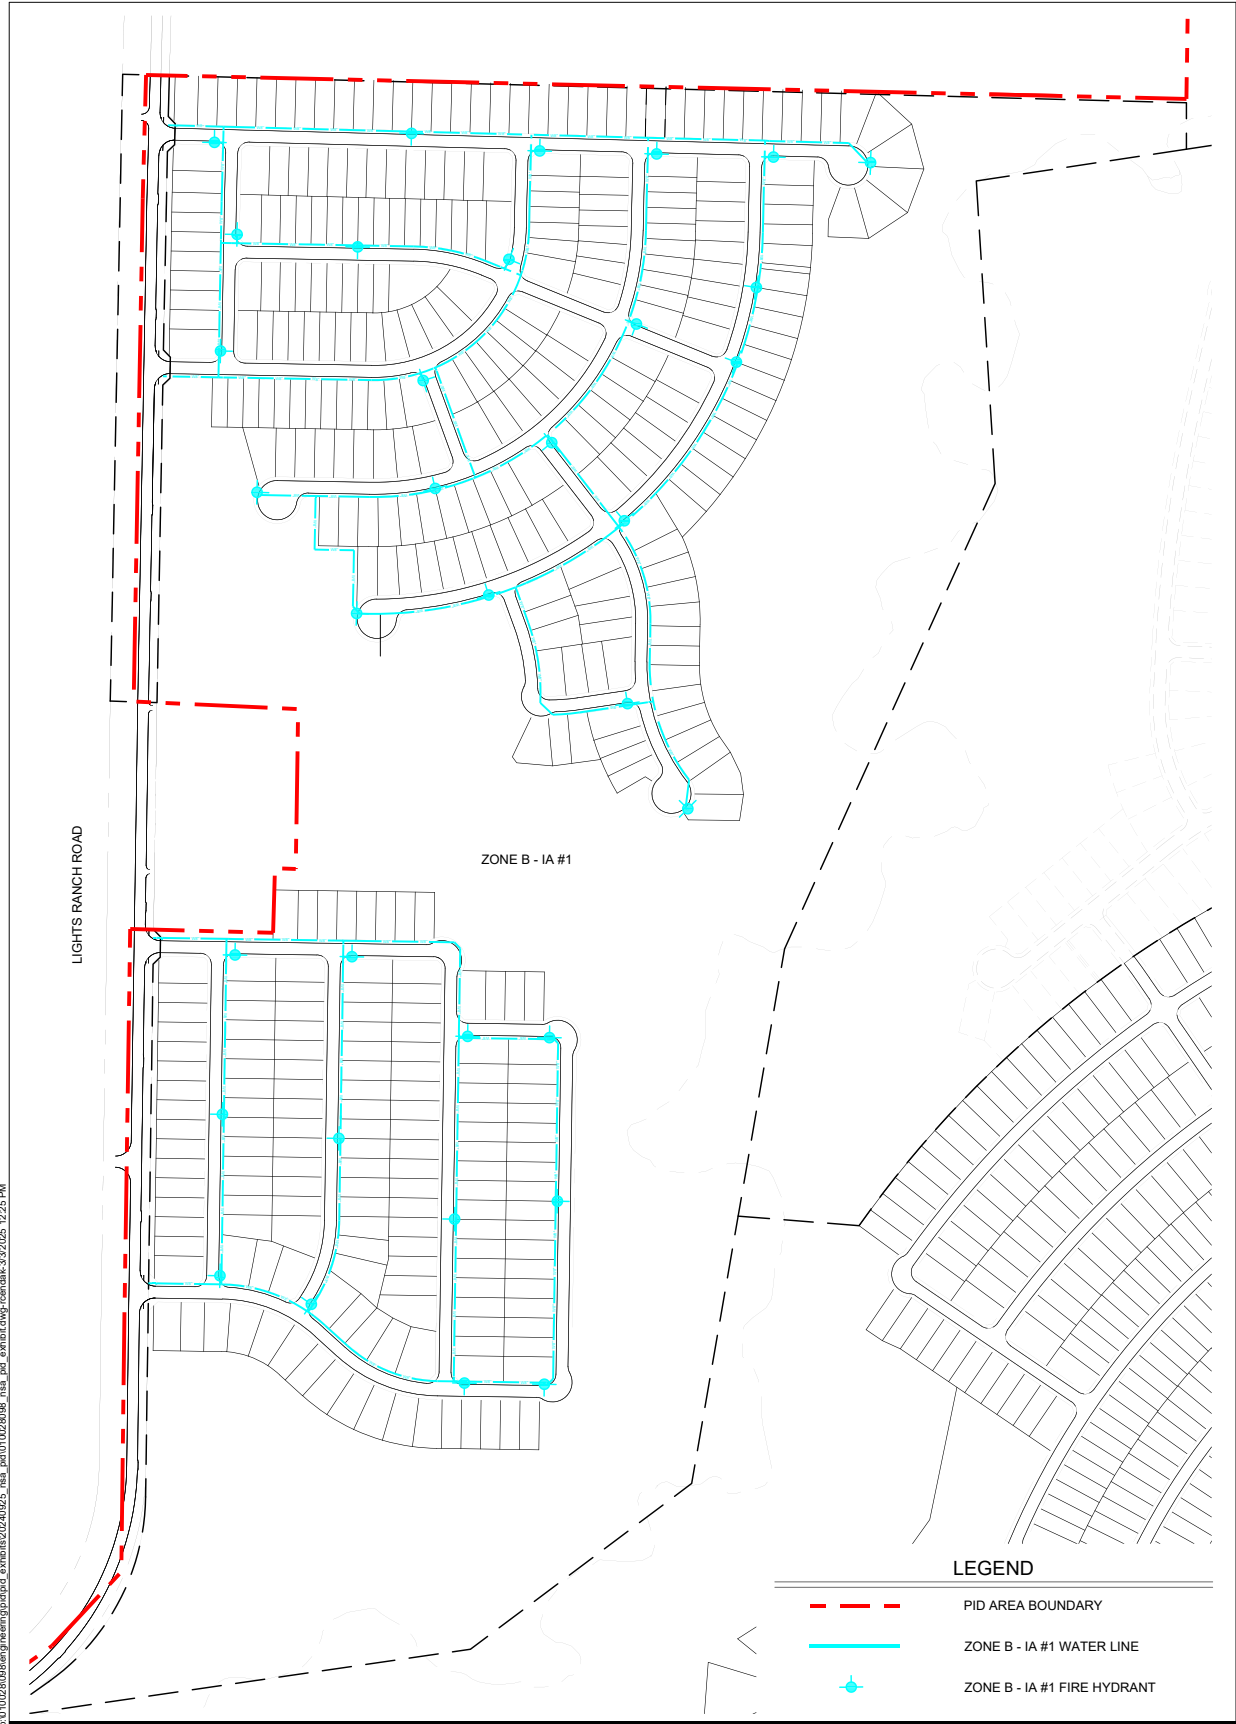 LIGHTS RANCH ROAD
ZONE B - IA #1
LEGEND
PID AREA BOUNDARY
ZONE B - IA #1 WATER LINE
ZONE B - IA #1 FIRE HYDRANT